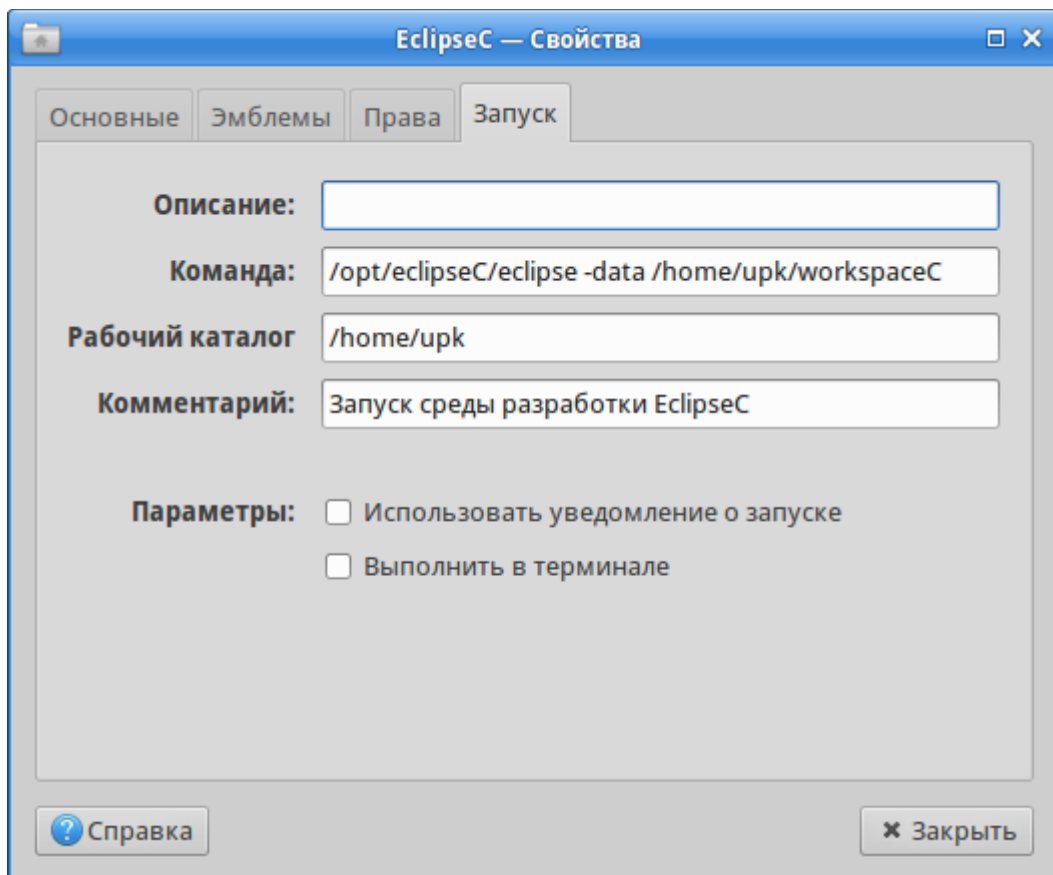 EclipseC — Свойства
Основные Эмблемы Права Запуск
Описание:
Команда: /opt/eclipseC/eclipse -data /home/upk/workspaceC
Рабочий каталог /home/upk
Комментарий: Запуск среды разработки EclipseC
Параметры: Использовать уведомление о запуске
Выполнить в терминале
Справка Закрыть